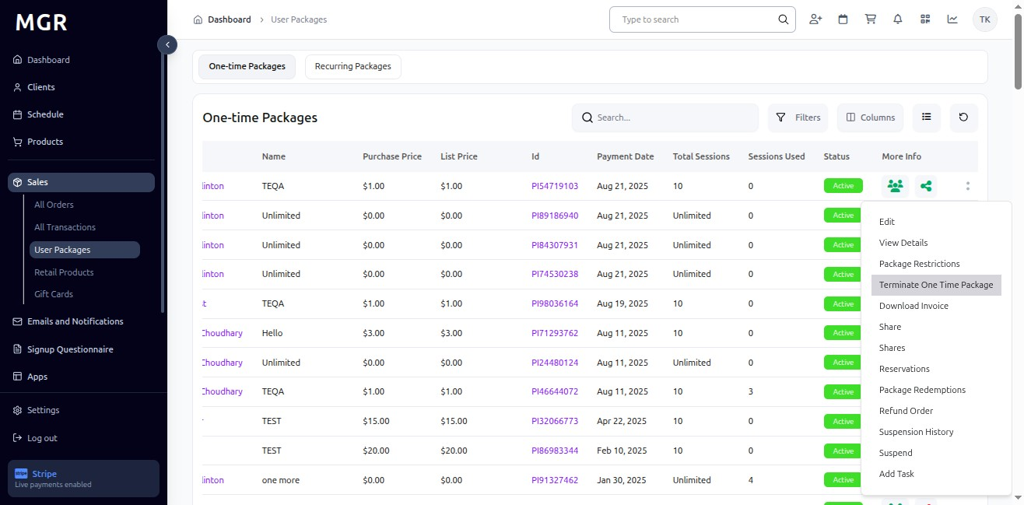 MGR
Dashboard > User Packages
Type to search
TK
Dashboard
Clients
Schedule
Products
Sales
All Orders
All Transactions
User Packages
Retail Products
Gift Cards
Emails and Notifications
Signup Questionnaire
Apps
Settings
Log out
stripe Stripe
Live payments enabled
One-time Packages Recurring Packages
One-time Packages
Search... Filters Columns
Name Purchase Price List Price Id Payment Date Total Sessions Sessions Used Status More Info
linton TEQA $1.00 $1.00 PI54719103 Aug 21, 2025 10 0 Active
linton Unlimited $0.00 $0.00 PI89186940 Aug 21, 2025 Unlimited 0 Active
linton Unlimited $0.00 $0.00 PI84307931 Aug 21, 2025 Unlimited 0 Active
linton Unlimited $0.00 $0.00 PI74530238 Aug 21, 2025 Unlimited 0 Active
TEQA $1.00 $1.00 PI98036164 Aug 19, 2025 10 0 Active
Choudhary Hello $3.00 $3.00 PI71293762 Aug 11, 2025 10 0 Active
Choudhary Unlimited $0.00 $0.00 PI24480124 Aug 11, 2025 Unlimited 0 Active
Choudhary TEQA $1.00 $1.00 PI46644072 Aug 11, 2025 10 3 Active
TEST $15.00 $15.00 PI32066773 Apr 22, 2025 10 0 Active
TEST $20.00 $20.00 PI86983344 Feb 10, 2025 10 0 Active
linton one more $0.00 $0.00 PI91327462 Jan 30, 2025 Unlimited 4 Active
Edit
View Details
Package Restrictions
Terminate One Time Package
Download Invoice
Share
Shares
Reservations
Package Redemptions
Refund Order
Suspension History
Suspend
Add Task